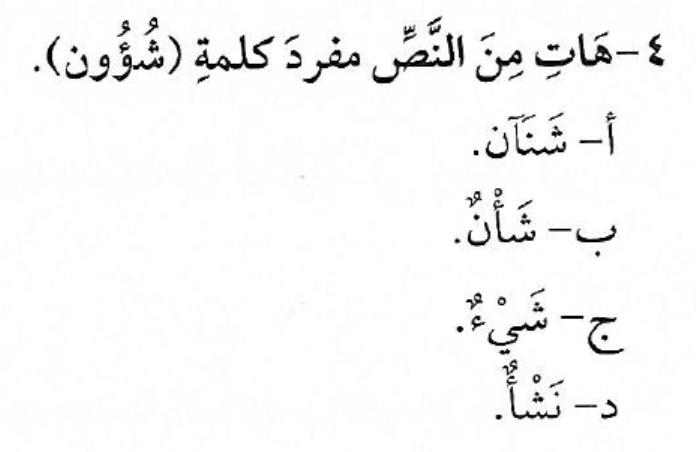 ٤-هَاتِ مِنَ النَّصِّ مفردَ كلمةِ (شُؤُون).
أ- شَنَآن.
ب- شَأْنٌ.
ج- شَيْءٌ.
د- نَشْأٌ.